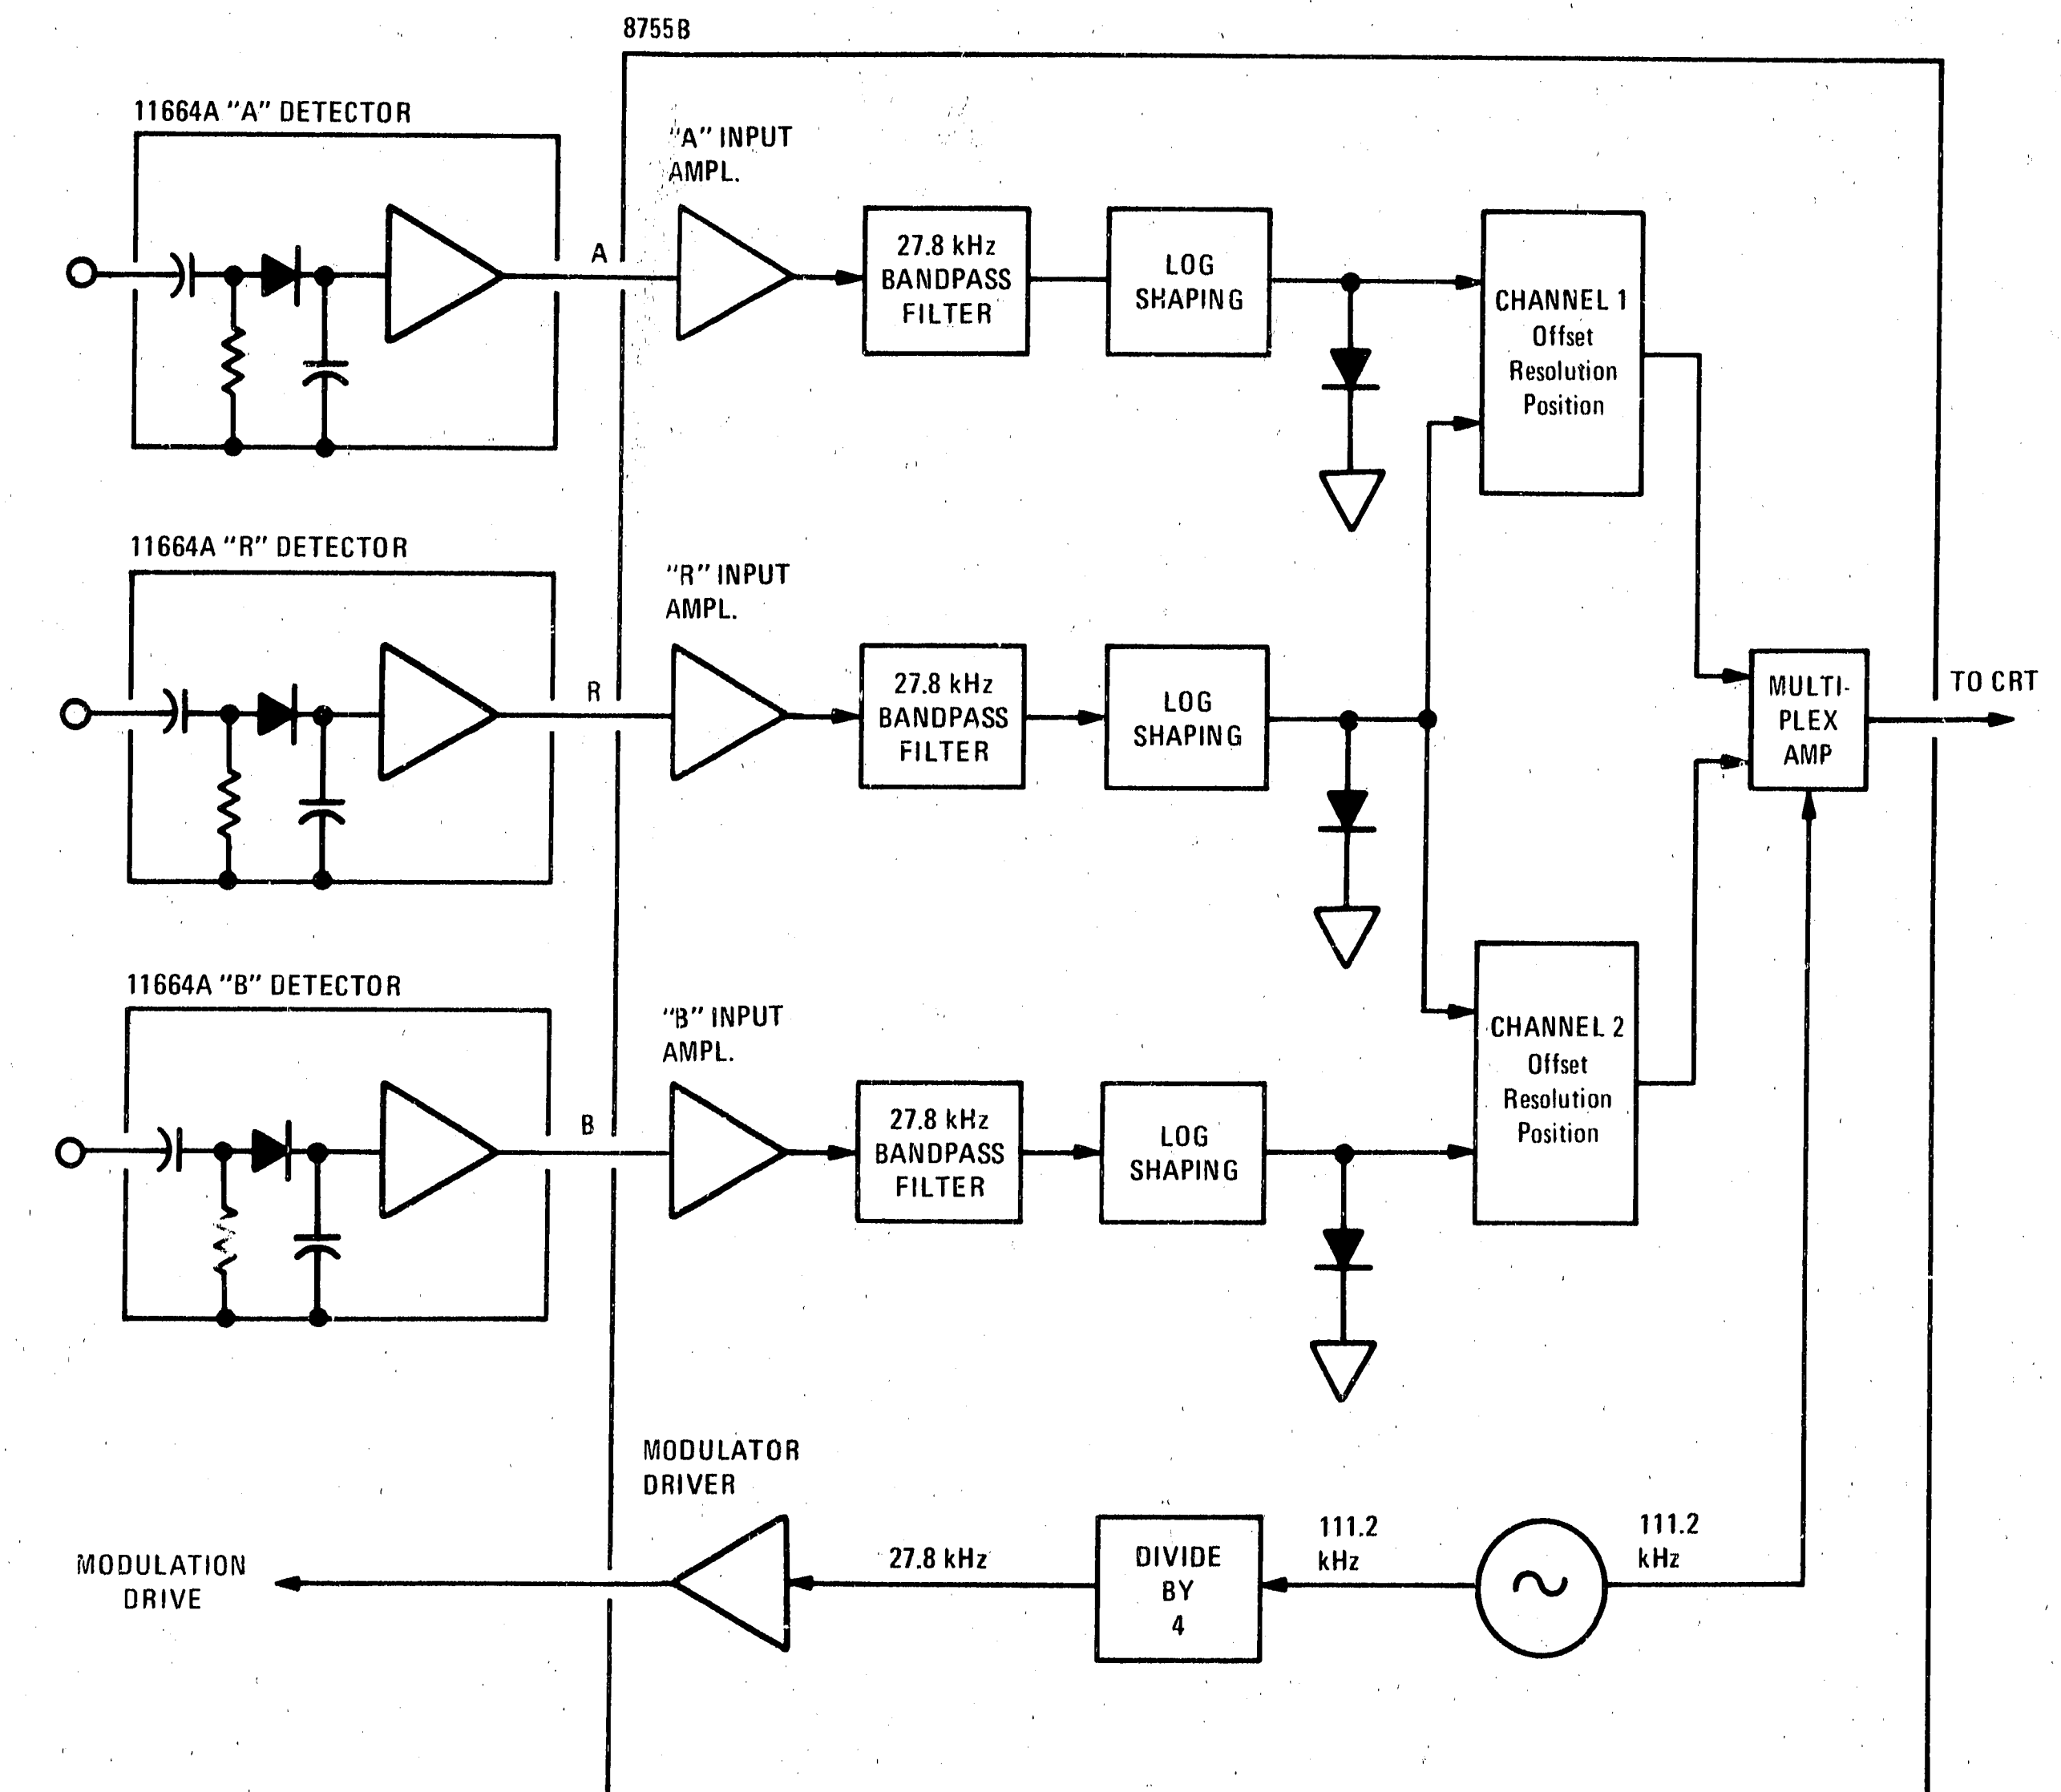 8755B
11664A "A" DETECTOR
"A" INPUT
AMPL.
A
27.8 kHz
BANDPASS
FILTER
LOG
SHAPING
CHANNEL 1
Offset
Resolution
Position
11664A "R" DETECTOR
"R" INPUT
AMPL.
R
27.8 kHz
BANDPASS
FILTER
LOG
SHAPING
MULTI-
PLEX
AMP
TO CRT
11664A "B" DETECTOR
"B" INPUT
AMPL.
B
27.8 kHz
BANDPASS
FILTER
LOG
SHAPING
CHANNEL 2
Offset
Resolution
Position
MODULATOR
DRIVER
MODULATION
DRIVE
27.8 kHz
DIVIDE
BY
4
111.2
kHz
111.2
kHz